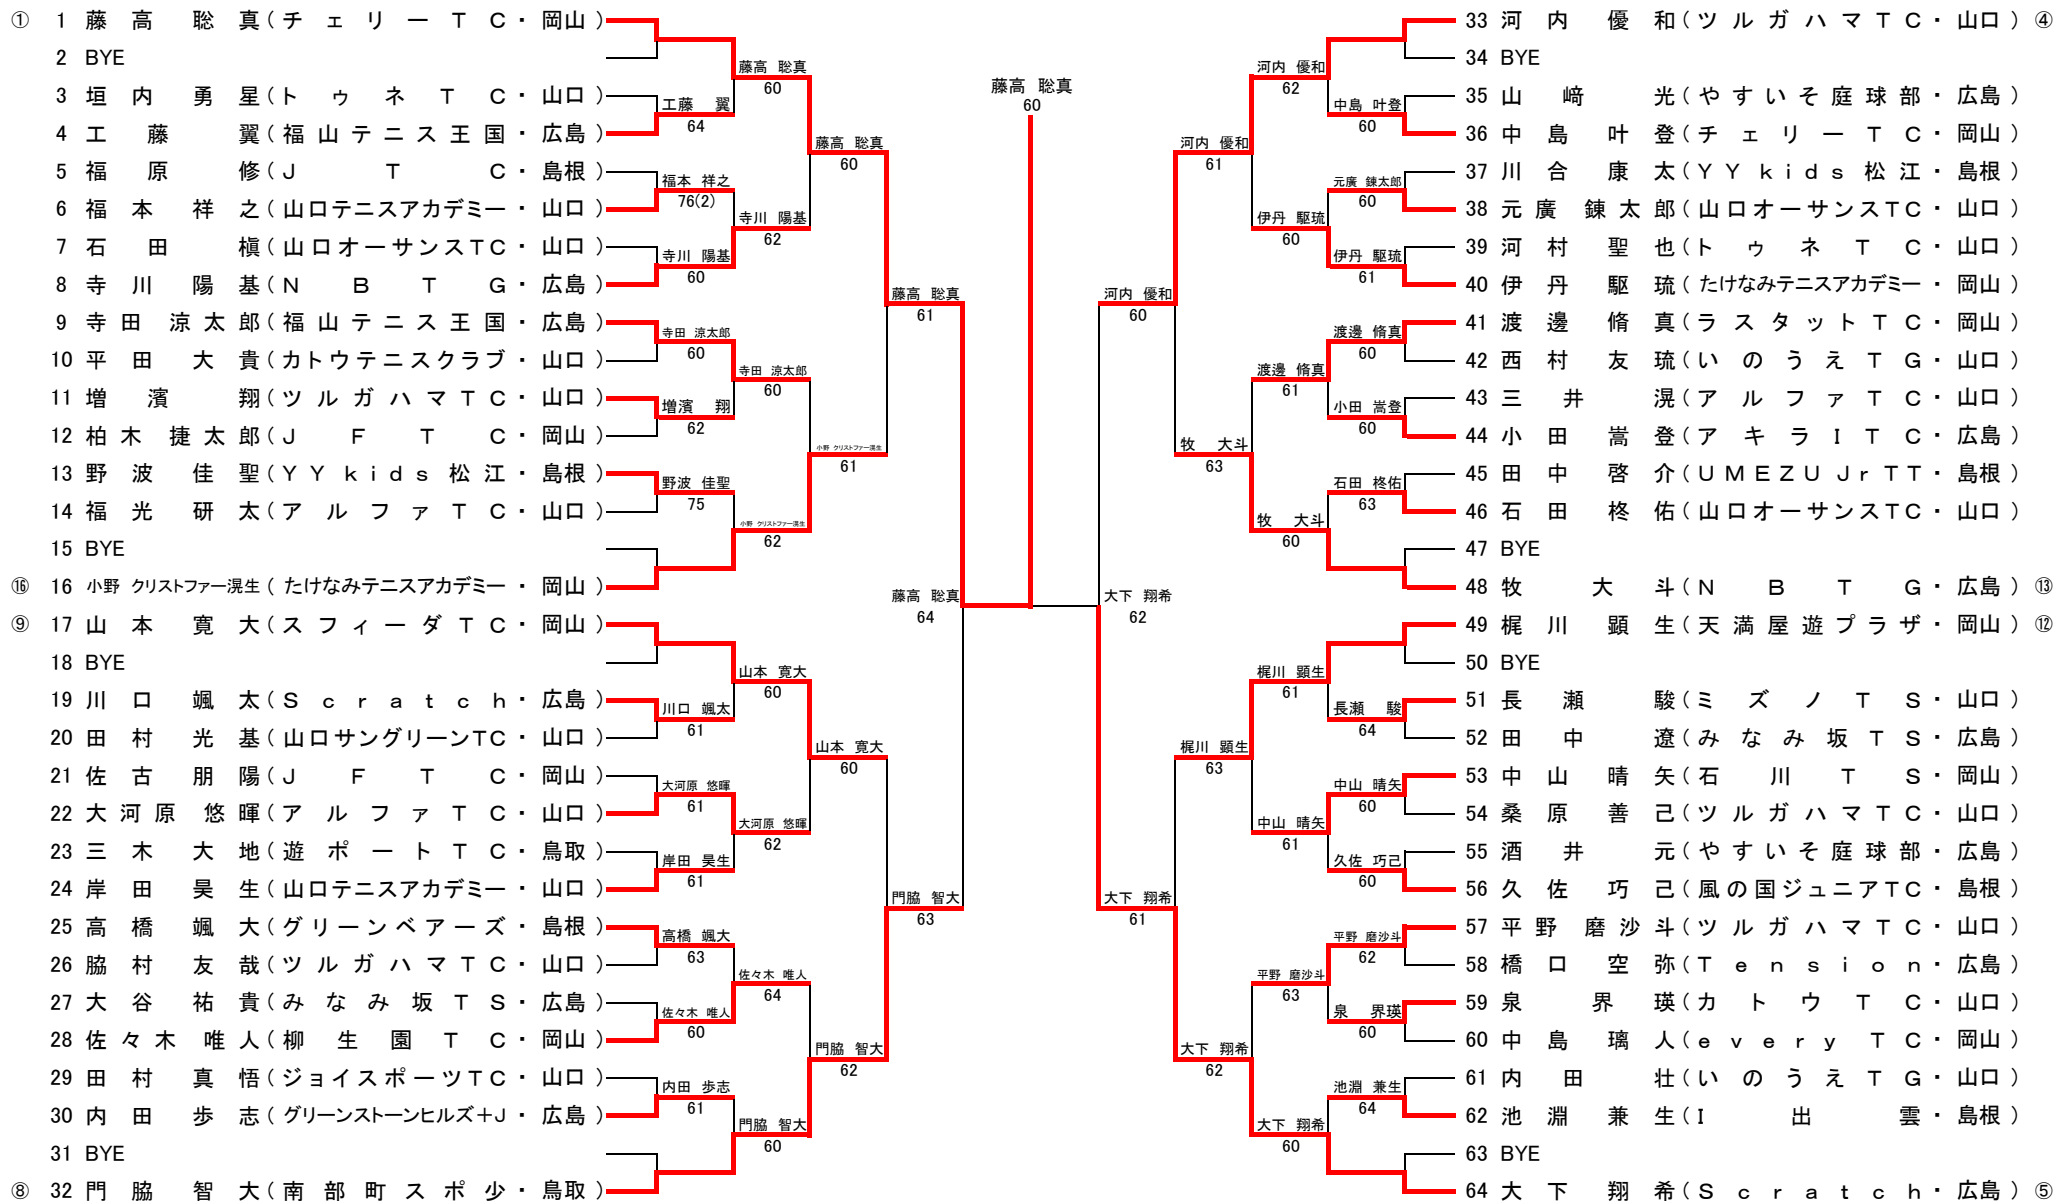 ① 1 藤高 聡真 (チェリーTC・岡山)
2 BYE
3 垣内 勇星 (トゥネTC・山口)
4 工藤 翼 (福山テニス王国・広島)
5 福原 修 (JTC・島根)
6 福本 祥之 (山口テニスアカデミー・山口)
7 石田 槇 (山口オーサンスTC・山口)
8 寺川 陽基 (NBTG・広島)
9 寺田 涼太郎 (福山テニス王国・広島)
10 平田 大貴 (カトウテニスクラブ・山口)
11 増濱 翔 (ツルガハマTC・山口)
12 柏木 捷太郎 (JFTC・岡山)
13 野波 佳聖 (YYkids松江・島根)
14 福光 研太 (アルファTC・山口)
15 BYE
⑯ 16 小野 クリストファー滉生 (たけなみテニスアカデミー・岡山)
⑨ 17 山本 寛大 (スフィーダTC・岡山)
18 BYE
19 川口 颯太 (Scratch・広島)
20 田村 光基 (山口サングリーンTC・山口)
21 佐古 朋陽 (JFTC・岡山)
22 大河原 悠暉 (アルファTC・山口)
23 三木 大地 (遊ポートTC・鳥取)
24 岸田 昊生 (山口テニスアカデミー・山口)
25 高橋 颯大 (グリーンベアーズ・島根)
26 脇村 友哉 (ツルガハマTC・山口)
27 大谷 祐貴 (みなみ坂TS・広島)
28 佐々木 唯人 (柳生園TC・岡山)
29 田村 真悟 (ジョイスポーツTC・山口)
30 内田 歩志 (グリーンストーンヒルズ+J・広島)
31 BYE
⑧ 32 門脇 智大 (南部町スポ少・鳥取)
工藤 翼
64
福本 祥之
76(2)
寺川 陽基
60
寺田 涼太郎
60
増濱 翔
62
野波 佳聖
75
川口 颯太
61
大河原 悠暉
61
岸田 昊生
61
高橋 颯大
63
佐々木 唯人
60
内田 歩志
61
藤高 聡真
60
寺川 陽基
62
寺田 涼太郎
60
小野 クリストファー滉生
62
山本 寛大
60
大河原 悠暉
62
佐々木 唯人
64
門脇 智大
60
藤高 聡真
60
小野 クリストファー滉生
61
山本 寛大
60
門脇 智大
62
藤高 聡真
61
門脇 智大
63
藤高 聡真
64
藤高 聡真
60
大下 翔希
62
河内 優和
60
大下 翔希
61
河内 優和
61
牧 大斗
63
梶川 顕生
63
大下 翔希
62
河内 優和
62
伊丹 駆琉
60
渡邊 脩真
61
牧 大斗
60
梶川 顕生
61
中山 晴矢
61
平野 磨沙斗
63
大下 翔希
60
中島 叶登
60
元廣 錬太郎
60
伊丹 駆琉
61
渡邊 脩真
60
小田 嵩登
60
石田 柊佑
63
長瀬 駿
64
中山 晴矢
60
久佐 巧己
60
平野 磨沙斗
62
泉 界瑛
60
池淵 兼生
64
33 河内 優和 (ツルガハマTC・山口) ④
34 BYE
35 山﨑 光 (やすいそ庭球部・広島)
36 中島 叶登 (チェリーTC・岡山)
37 川合 康太 (YYkids松江・島根)
38 元廣 錬太郎 (山口オーサンスTC・山口)
39 河村 聖也 (トゥネTC・山口)
40 伊丹 駆琉 (たけなみテニスアカデミー・岡山)
41 渡邊 脩真 (ラスタットTC・岡山)
42 西村 友琉 (いのうえTG・山口)
43 三井 滉 (アルファTC・山口)
44 小田 嵩登 (アキラITC・広島)
45 田中 啓介 (UMEZU JrTT・島根)
46 石田 柊佑 (山口オーサンスTC・山口)
47 BYE
48 牧 大斗 (NBTG・広島) ⑬
49 梶川 顕生 (天満屋遊プラザ・岡山) ⑫
50 BYE
51 長瀬 駿 (ミズノTS・山口)
52 田中 遼 (みなみ坂TS・広島)
53 中山 晴矢 (石川TS・岡山)
54 桑原 善己 (ツルガハマTC・山口)
55 酒井 元 (やすいそ庭球部・広島)
56 久佐 巧己 (風の国ジュニアTC・島根)
57 平野 磨沙斗 (ツルガハマTC・山口)
58 橋口 空弥 (Tension・広島)
59 泉 界瑛 (カトウTC・山口)
60 中島 璃人 (everyTC・岡山)
61 内田 壮 (いのうえTG・山口)
62 池淵 兼生 (I出雲・島根)
63 BYE
64 大下 翔希 (Scratch・広島) ⑤